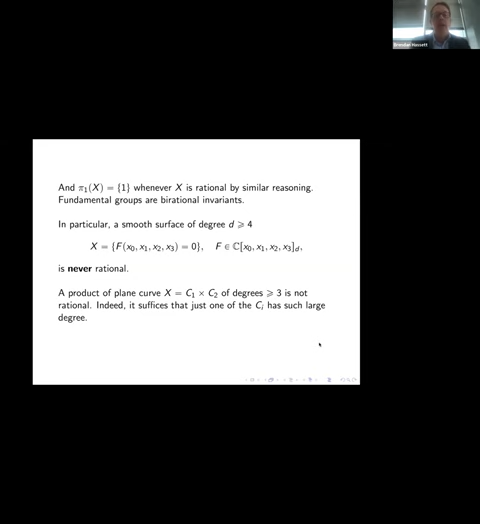 Brendan Hassett
And π₁(X) = {1} whenever X is rational by similar reasoning.
Fundamental groups are birational invariants.
In particular, a smooth surface of degree d ⩾ 4
X = {F(x₀, x₁, x₂, x₃) = 0}, F ∈ ℂ[x₀, x₁, x₂, x₃]_d,
is never rational.
A product of plane curve X = C₁ × C₂ of degrees ⩾ 3 is not
rational. Indeed, it suffices that just one of the Cᵢ has such large
degree.